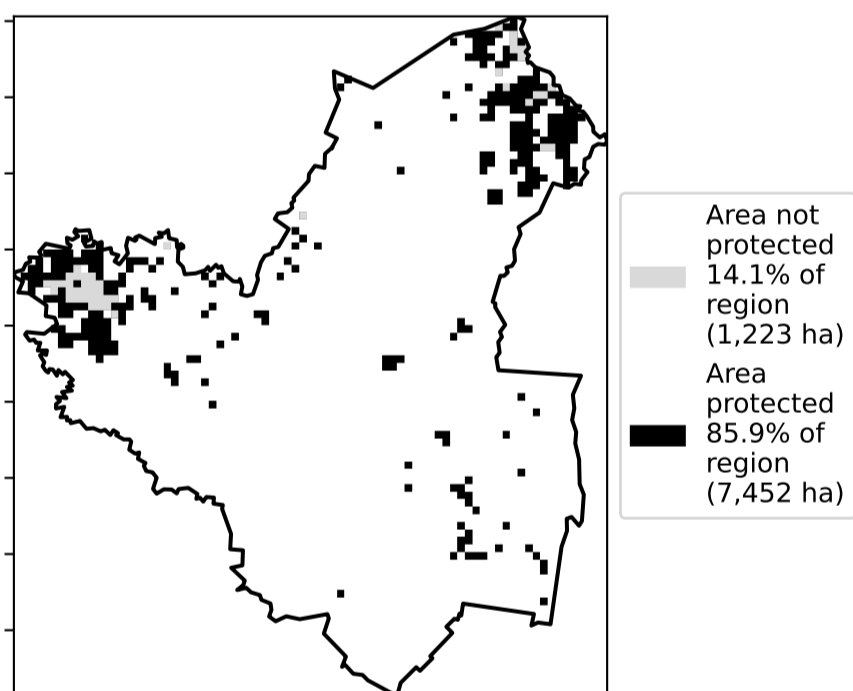 Area not
protected
14.1% of
region
(1,223 ha)
Area
protected
85.9% of
region
(7,452 ha)